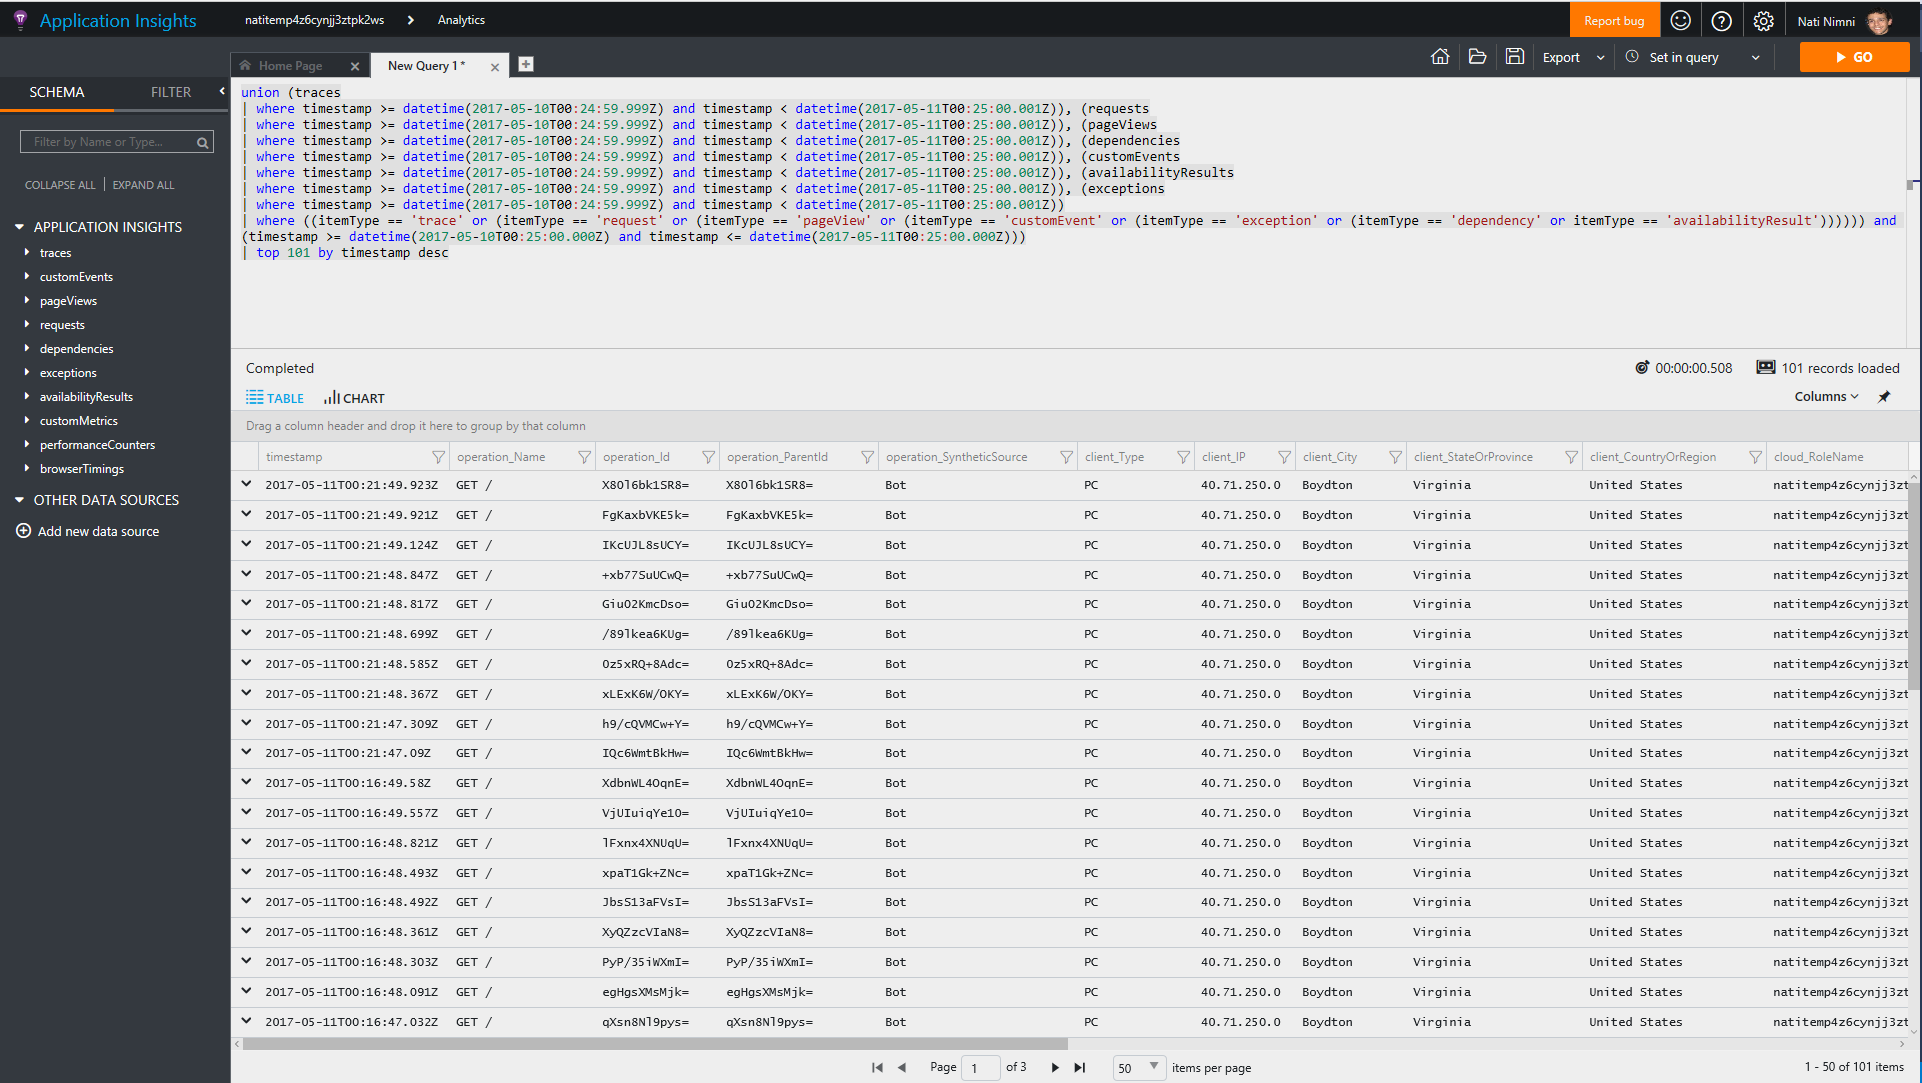 Application Insights
natitemp4z6cynjj3ztpk2ws > Analytics
Report bug
Nati Nimni
Home Page
New Query 1*
Export
Set in query
GO
SCHEMA
FILTER
Filter by Name or Type...
COLLAPSE ALL | EXPAND ALL
APPLICATION INSIGHTS
traces
customEvents
pageViews
requests
dependencies
exceptions
availabilityResults
customMetrics
performanceCounters
browserTimings
OTHER DATA SOURCES
Add new data source
union (traces
| where timestamp >= datetime(2017-05-10T00:24:59.999Z) and timestamp < datetime(2017-05-11T00:25:00.001Z)), (requests
| where timestamp >= datetime(2017-05-10T00:24:59.999Z) and timestamp < datetime(2017-05-11T00:25:00.001Z)), (pageViews
| where timestamp >= datetime(2017-05-10T00:24:59.999Z) and timestamp < datetime(2017-05-11T00:25:00.001Z)), (dependencies
| where timestamp >= datetime(2017-05-10T00:24:59.999Z) and timestamp < datetime(2017-05-11T00:25:00.001Z)), (customEvents
| where timestamp >= datetime(2017-05-10T00:24:59.999Z) and timestamp < datetime(2017-05-11T00:25:00.001Z)), (availabilityResults
| where timestamp >= datetime(2017-05-10T00:24:59.999Z) and timestamp < datetime(2017-05-11T00:25:00.001Z)), (exceptions
| where timestamp >= datetime(2017-05-10T00:24:59.999Z) and timestamp < datetime(2017-05-11T00:25:00.001Z))
| where ((itemType == 'trace' or (itemType == 'request' or (itemType == 'pageView' or (itemType == 'customEvent' or (itemType == 'exception' or (itemType == 'dependency' or itemType == 'availabilityResult')))))) and
(timestamp >= datetime(2017-05-10T00:25:00.000Z) and timestamp <= datetime(2017-05-11T00:25:00.000Z)))
| top 101 by timestamp desc
Completed
00:00:00.508
101 records loaded
TABLE
CHART
Columns
Drag a column header and drop it here to group by that column
timestamp operation_Name operation_Id operation_ParentId operation_SyntheticSource client_Type client_IP client_City client_StateOrProvince client_CountryOrRegion cloud_RoleName
2017-05-11T00:21:49.923Z GET / X8Ol6bk1SR8= X8Ol6bk1SR8= Bot PC 40.71.250.0 Boydton Virginia United States natitemp4z6cynjj3zt
2017-05-11T00:21:49.921Z GET / FgKaxbVKE5k= FgKaxbVKE5k= Bot PC 40.71.250.0 Boydton Virginia United States natitemp4z6cynjj3zt
2017-05-11T00:21:49.124Z GET / IKcUJL8sUCY= IKcUJL8sUCY= Bot PC 40.71.250.0 Boydton Virginia United States natitemp4z6cynjj3zt
2017-05-11T00:21:48.847Z GET / +xb77SuUCwQ= +xb77SuUCwQ= Bot PC 40.71.250.0 Boydton Virginia United States natitemp4z6cynjj3zt
2017-05-11T00:21:48.817Z GET / GiuO2KmcDso= GiuO2KmcDso= Bot PC 40.71.250.0 Boydton Virginia United States natitemp4z6cynjj3zt
2017-05-11T00:21:48.699Z GET / /89lkea6KUg= /89lkea6KUg= Bot PC 40.71.250.0 Boydton Virginia United States natitemp4z6cynjj3zt
2017-05-11T00:21:48.585Z GET / 0z5xRQ+8Adc= 0z5xRQ+8Adc= Bot PC 40.71.250.0 Boydton Virginia United States natitemp4z6cynjj3zt
2017-05-11T00:21:48.367Z GET / xLExK6W/OKY= xLExK6W/OKY= Bot PC 40.71.250.0 Boydton Virginia United States natitemp4z6cynjj3zt
2017-05-11T00:21:47.309Z GET / h9/cQVMCw+Y= h9/cQVMCw+Y= Bot PC 40.71.250.0 Boydton Virginia United States natitemp4z6cynjj3zt
2017-05-11T00:21:47.09Z GET / IQc6WmtBkHw= IQc6WmtBkHw= Bot PC 40.71.250.0 Boydton Virginia United States natitemp4z6cynjj3zt
2017-05-11T00:16:49.58Z GET / XdbnWL4OqnE= XdbnWL4OqnE= Bot PC 40.71.250.0 Boydton Virginia United States natitemp4z6cynjj3zt
2017-05-11T00:16:49.557Z GET / VjUIuiqYe10= VjUIuiqYe10= Bot PC 40.71.250.0 Boydton Virginia United States natitemp4z6cynjj3zt
2017-05-11T00:16:48.821Z GET / lFxnx4XNUqU= lFxnx4XNUqU= Bot PC 40.71.250.0 Boydton Virginia United States natitemp4z6cynjj3zt
2017-05-11T00:16:48.493Z GET / xpaT1Gk+ZNc= xpaT1Gk+ZNc= Bot PC 40.71.250.0 Boydton Virginia United States natitemp4z6cynjj3zt
2017-05-11T00:16:48.492Z GET / JbsS13aFVsI= JbsS13aFVsI= Bot PC 40.71.250.0 Boydton Virginia United States natitemp4z6cynjj3zt
2017-05-11T00:16:48.361Z GET / XyQZzcVIaN8= XyQZzcVIaN8= Bot PC 40.71.250.0 Boydton Virginia United States natitemp4z6cynjj3zt
2017-05-11T00:16:48.303Z GET / PyP/35iWXmI= PyP/35iWXmI= Bot PC 40.71.250.0 Boydton Virginia United States natitemp4z6cynjj3zt
2017-05-11T00:16:48.091Z GET / egHgsXMsMjk= egHgsXMsMjk= Bot PC 40.71.250.0 Boydton Virginia United States natitemp4z6cynjj3zt
2017-05-11T00:16:47.032Z GET / qXsn8Nl9pys= qXsn8Nl9pys= Bot PC 40.71.250.0 Boydton Virginia United States natitemp4z6cynjj3zt
Page 1 of 3 50 items per page 1 - 50 of 101 items